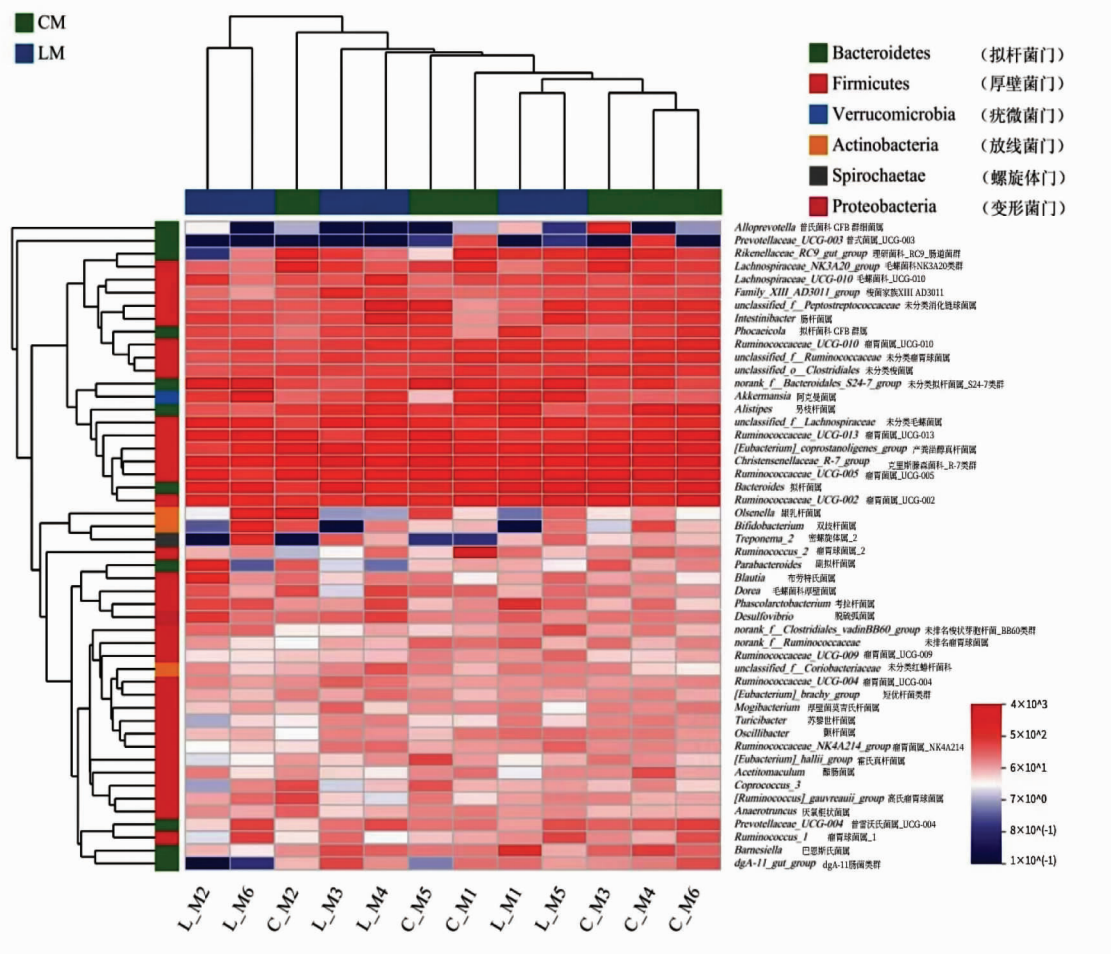 CM
LM
Bacteroidetes （拟杆菌门）
Firmicutes （厚壁菌门）
Verrucomicrobia （疣微菌门）
Actinobacteria （放线菌门）
Spirochaetae （螺旋体门）
Proteobacteria （变形菌门）
Alloprevotella 普氏菌科 CFB 群细菌属
Prevotellaceae_UCG-003 普式菌属_UCG-003
Rikenellaceae_RC9_gut_group 理研菌科_RC9_肠道菌群
Lachnospiraceae_NK3A20_group 毛螺菌科NK3A20类群
Lachnospiraceae_UCG-010 毛螺菌科_UCG-010
Family_XIII_AD3011_group 梭菌家族XIII AD3011
unclassified_f__Peptostreptococcaceae 未分类消化链球菌属
Intestinibacter 肠杆菌属
Phocaeicola 拟杆菌科 CFB 群属
Ruminococcaceae_UCG-010 瘤胃菌属_UCG-010
unclassified_f__Ruminococcaceae 未分类瘤胃球菌属
unclassified_o__Clostridiales 未分类梭菌属
norank_f__Bacteroidales_S24-7_group 未分类拟杆菌属_S24-7类群
Akkermansia 阿克曼菌属
Alistipes 另枝杆菌属
unclassified_f__Lachnospiraceae 未分类毛螺菌属
Ruminococcaceae_UCG-013 瘤胃菌属_UCG-013
[Eubacterium]_coprostanoligenes_group 产粪甾醇真杆菌属
Christensenellaceae_R-7_group 克里斯滕森菌科_R-7类群
Ruminococcaceae_UCG-005 瘤胃菌属_UCG-005
Bacteroides 拟杆菌属
Ruminococcaceae_UCG-002 瘤胃菌属_UCG-002
Olsenella 欧乳杆菌属
Bifidobacterium 双歧杆菌属
Treponema_2 密螺旋体属_2
Ruminococcus_2 瘤胃球菌属_2
Parabacteroides 副拟杆菌属
Blautia 布劳特氏菌属
Dorea 毛螺菌科厚壁菌属
Phascolarctobacterium 考拉杆菌属
Desulfovibrio 脱硫弧菌属
norank_f__Clostridiales_vadinBB60_group 未排名梭状芽胞杆菌_BB60类群
norank_f__Ruminococcaceae 未排名瘤胃球菌属
Ruminococcaceae_UCG-009 瘤胃菌属_UCG-009
unclassified_f__Coriobacteriaceae 未分类红蝽杆菌科
Ruminococcaceae_UCG-004 瘤胃菌属_UCG-004
[Eubacterium]_brachy_group 短优杆菌类群
Mogibacterium 厚壁菌莫吉氏杆菌属
Turicibacter 苏黎世杆菌属
Oscillibacter 颤杆菌属
Ruminococcaceae_NK4A214_group 瘤胃菌属_NK4A214
[Eubacterium]_hallii_group 霍氏真杆菌属
Acetitomaculum 醋肠菌属
Coprococcus_3
[Ruminococcus]_gauvreauii_group 高氏瘤胃球菌属
Anaerotruncus 厌氧棍状菌属
Prevotellaceae_UCG-004 普雷沃氏菌属_UCG-004
Ruminococcus_1 瘤胃球菌属_1
Barnesiella 巴恩斯氏菌属
dgA-11_gut_group dgA-11肠菌类群
4×10^3
5×10^2
6×10^1
7×10^0
8×10^(-1)
1×10^(-1)
L_M2 L_M6 C_M2 L_M3 L_M4 C_M5 C_M1 L_M1 L_M5 C_M3 C_M4 C_M6